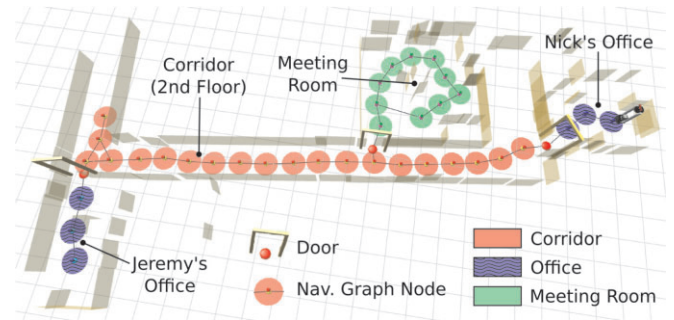 Nick's Office
Corridor
(2nd Floor)
Meeting
Room
Jeremy's
Office
Door
Nav. Graph Node
Corridor
Office
Meeting Room